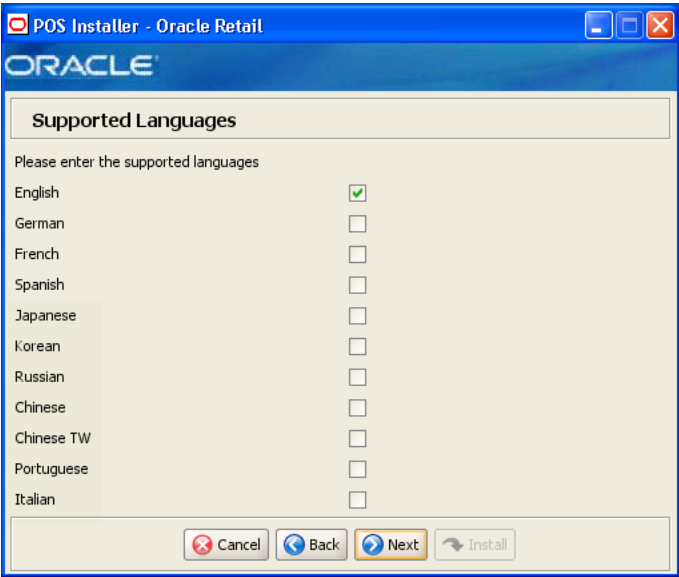 POS Installer - Oracle Retail
ORACLE
Supported Languages
Please enter the supported languages
English
German
French
Spanish
Japanese
Korean
Russian
Chinese
Chinese TW
Portuguese
Italian
Cancel Back Next Install